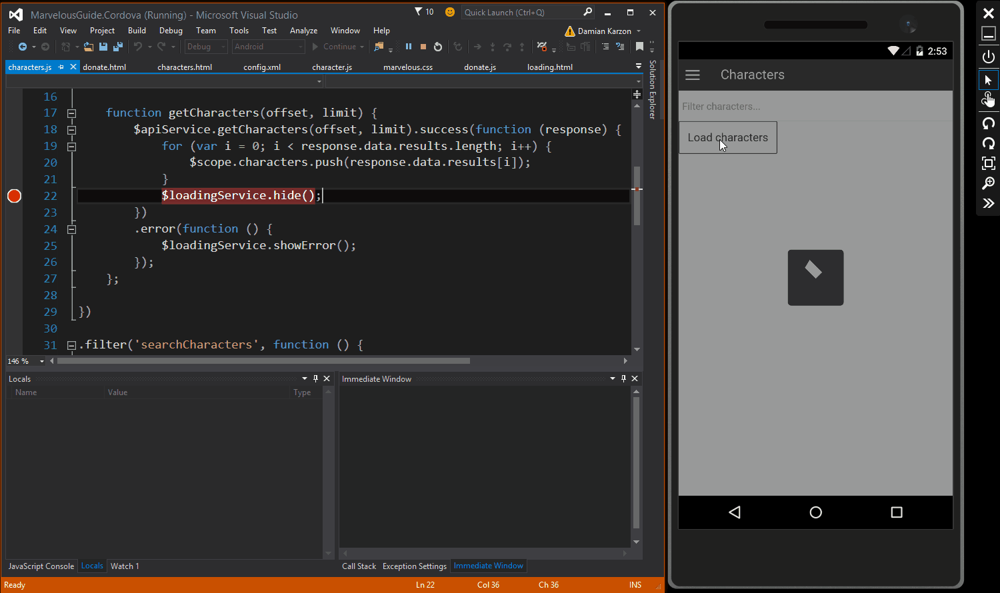 MarvelousGuide.Cordova (Running) - Microsoft Visual Studio
10
Quick Launch (Ctrl+Q)
File Edit View Project Build Debug Team Tools Test Analyze Window Help
Damian Karzon
Debug
Android
Continue
characters.js donate.html characters.html config.xml character.js marvelous.css donate.js loading.html
Solution Explorer
16
17 function getCharacters(offset, limit) {
18 $apiService.getCharacters(offset, limit).success(function (response) {
19 for (var i = 0; i < response.data.results.length; i++) {
20 $scope.characters.push(response.data.results[i]);
21 }
22 $loadingService.hide();
23 })
24 .error(function () {
25 $loadingService.showError();
26 });
27 };
28
29 })
30
31 .filter('searchCharacters', function () {
146 %
Locals
Name Value Type
Immediate Window
JavaScript Console Locals Watch 1
Call Stack Exception Settings Immediate Window
Ready
Ln 22
Col 36
Ch 36
INS
2:53
Characters
Filter characters...
Load characters